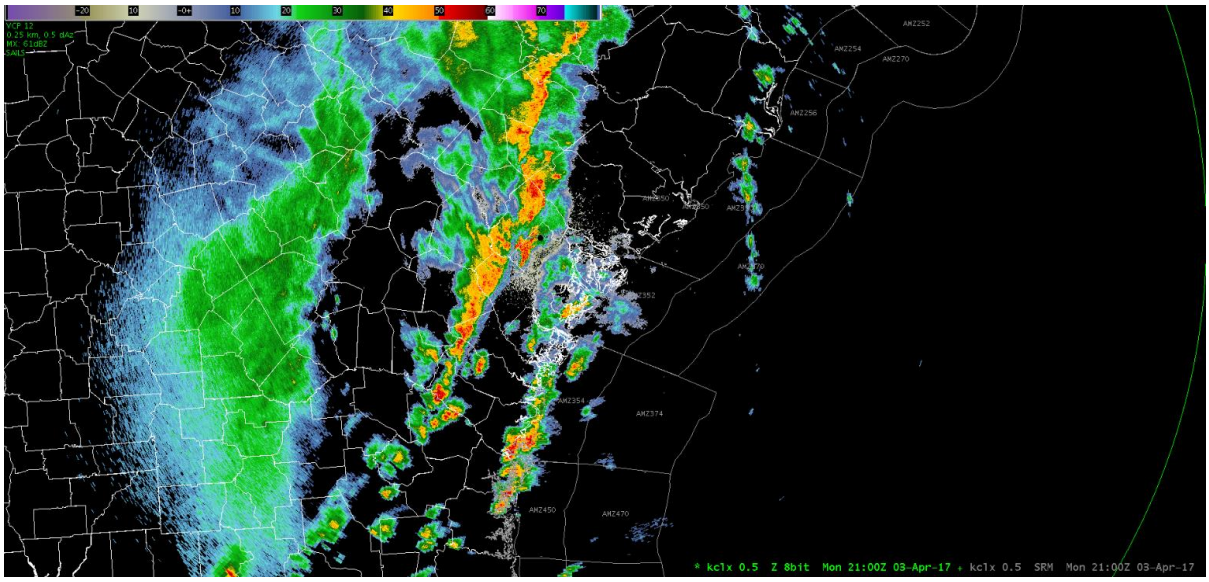 -20 10 -0+ 10 20 30 40 50 60 70
VCP 12
0.25 km, 0.5 dAz
MX: 61dBZ
SAILS
AMZ252
AMZ254
AMZ270
AMZ256
AMZ350
AMZ352
AMZ354
AMZ374
AMZ450
AMZ470
* kclx 0.5 Z 8bit Mon 21:00Z 03-Apr-17 + kclx 0.5 SRM Mon 21:00Z 03-Apr-17